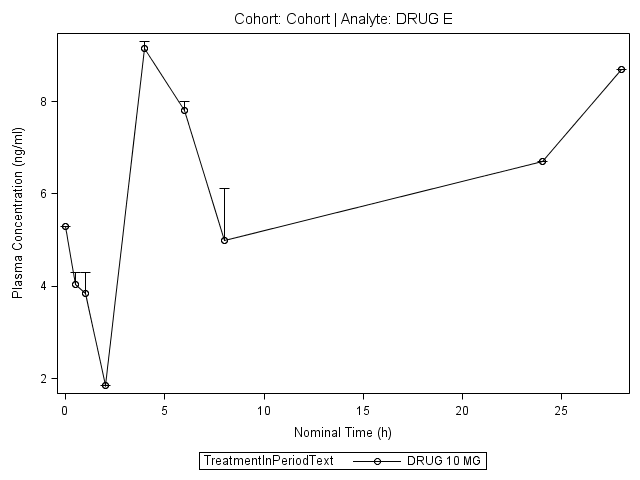 Cohort: Cohort | Analyte: DRUG E
Plasma Concentration (ng/ml)
8
6
4
2
0 5 10 15 20 25
Nominal Time (h)
TreatmentInPeriodText DRUG 10 MG